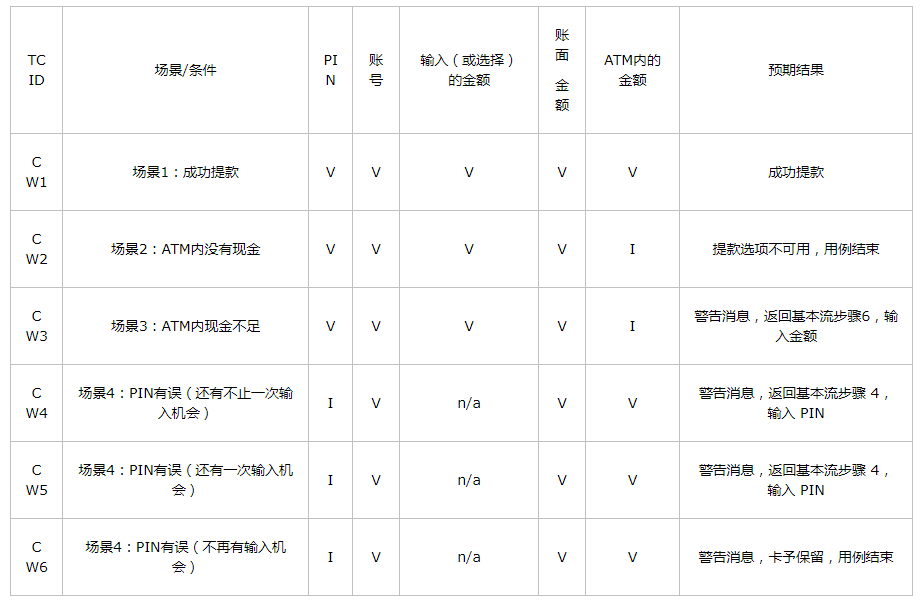 TC ID
场景/条件
PI N
账 号
输入（或选择）的金额
账 面 金 额
ATM内的金额
预期结果
C W1
场景1：成功提款
V
V
V
V
V
成功提款
C W2
场景2：ATM内没有现金
V
V
V
V
I
提款选项不可用，用例结束
C W3
场景3：ATM内现金不足
V
V
V
V
I
警告消息，返回基本流步骤6，输
入金额
C W4
场景4：PIN有误（还有不止一次输
入机会）
I
V
n/a
V
V
警告消息，返回基本流步骤 4，
输入 PIN
C W5
场景4：PIN有误（还有一次输入机
会）
I
V
n/a
V
V
警告消息，返回基本流步骤 4，
输入 PIN
C W6
场景4：PIN有误（不再有输入机
会）
I
V
n/a
V
V
警告消息，卡予保留，用例结束